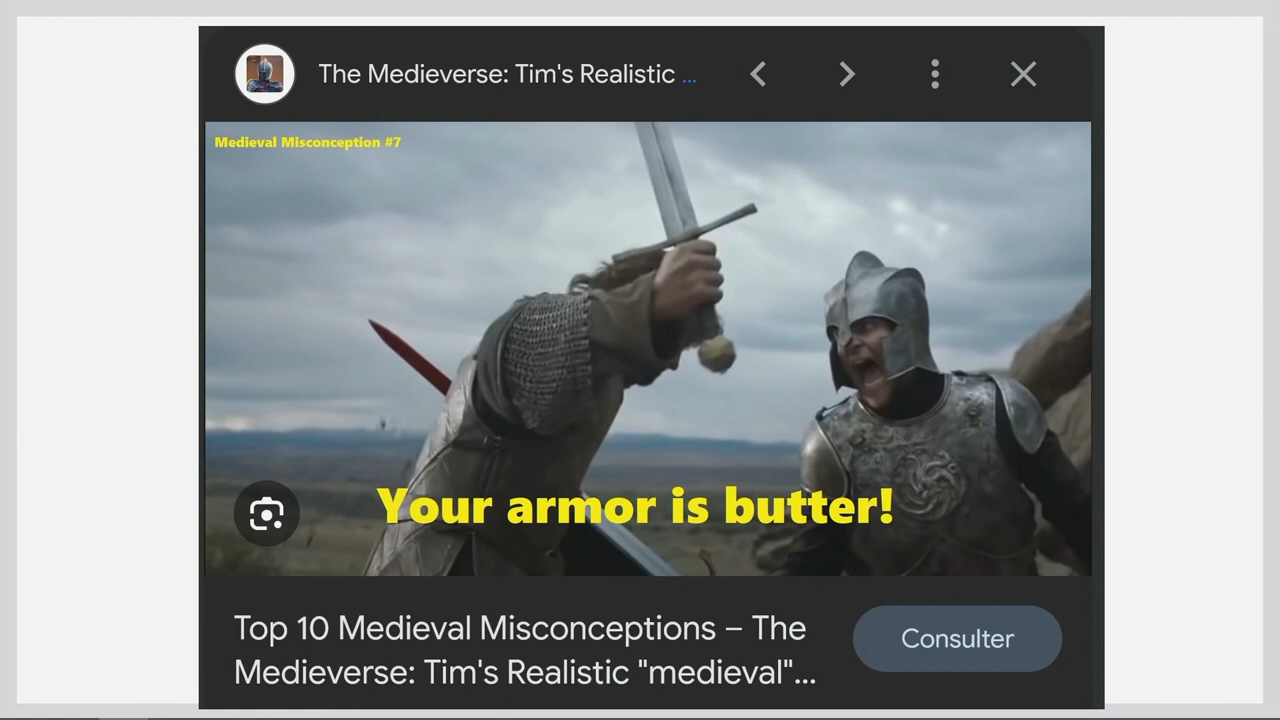 The Medieverse: Tim's Realistic ...
Medieval Misconception #7
Your armor is butter!
Top 10 Medieval Misconceptions – The
Medieverse: Tim's Realistic "medieval"...
Consulter